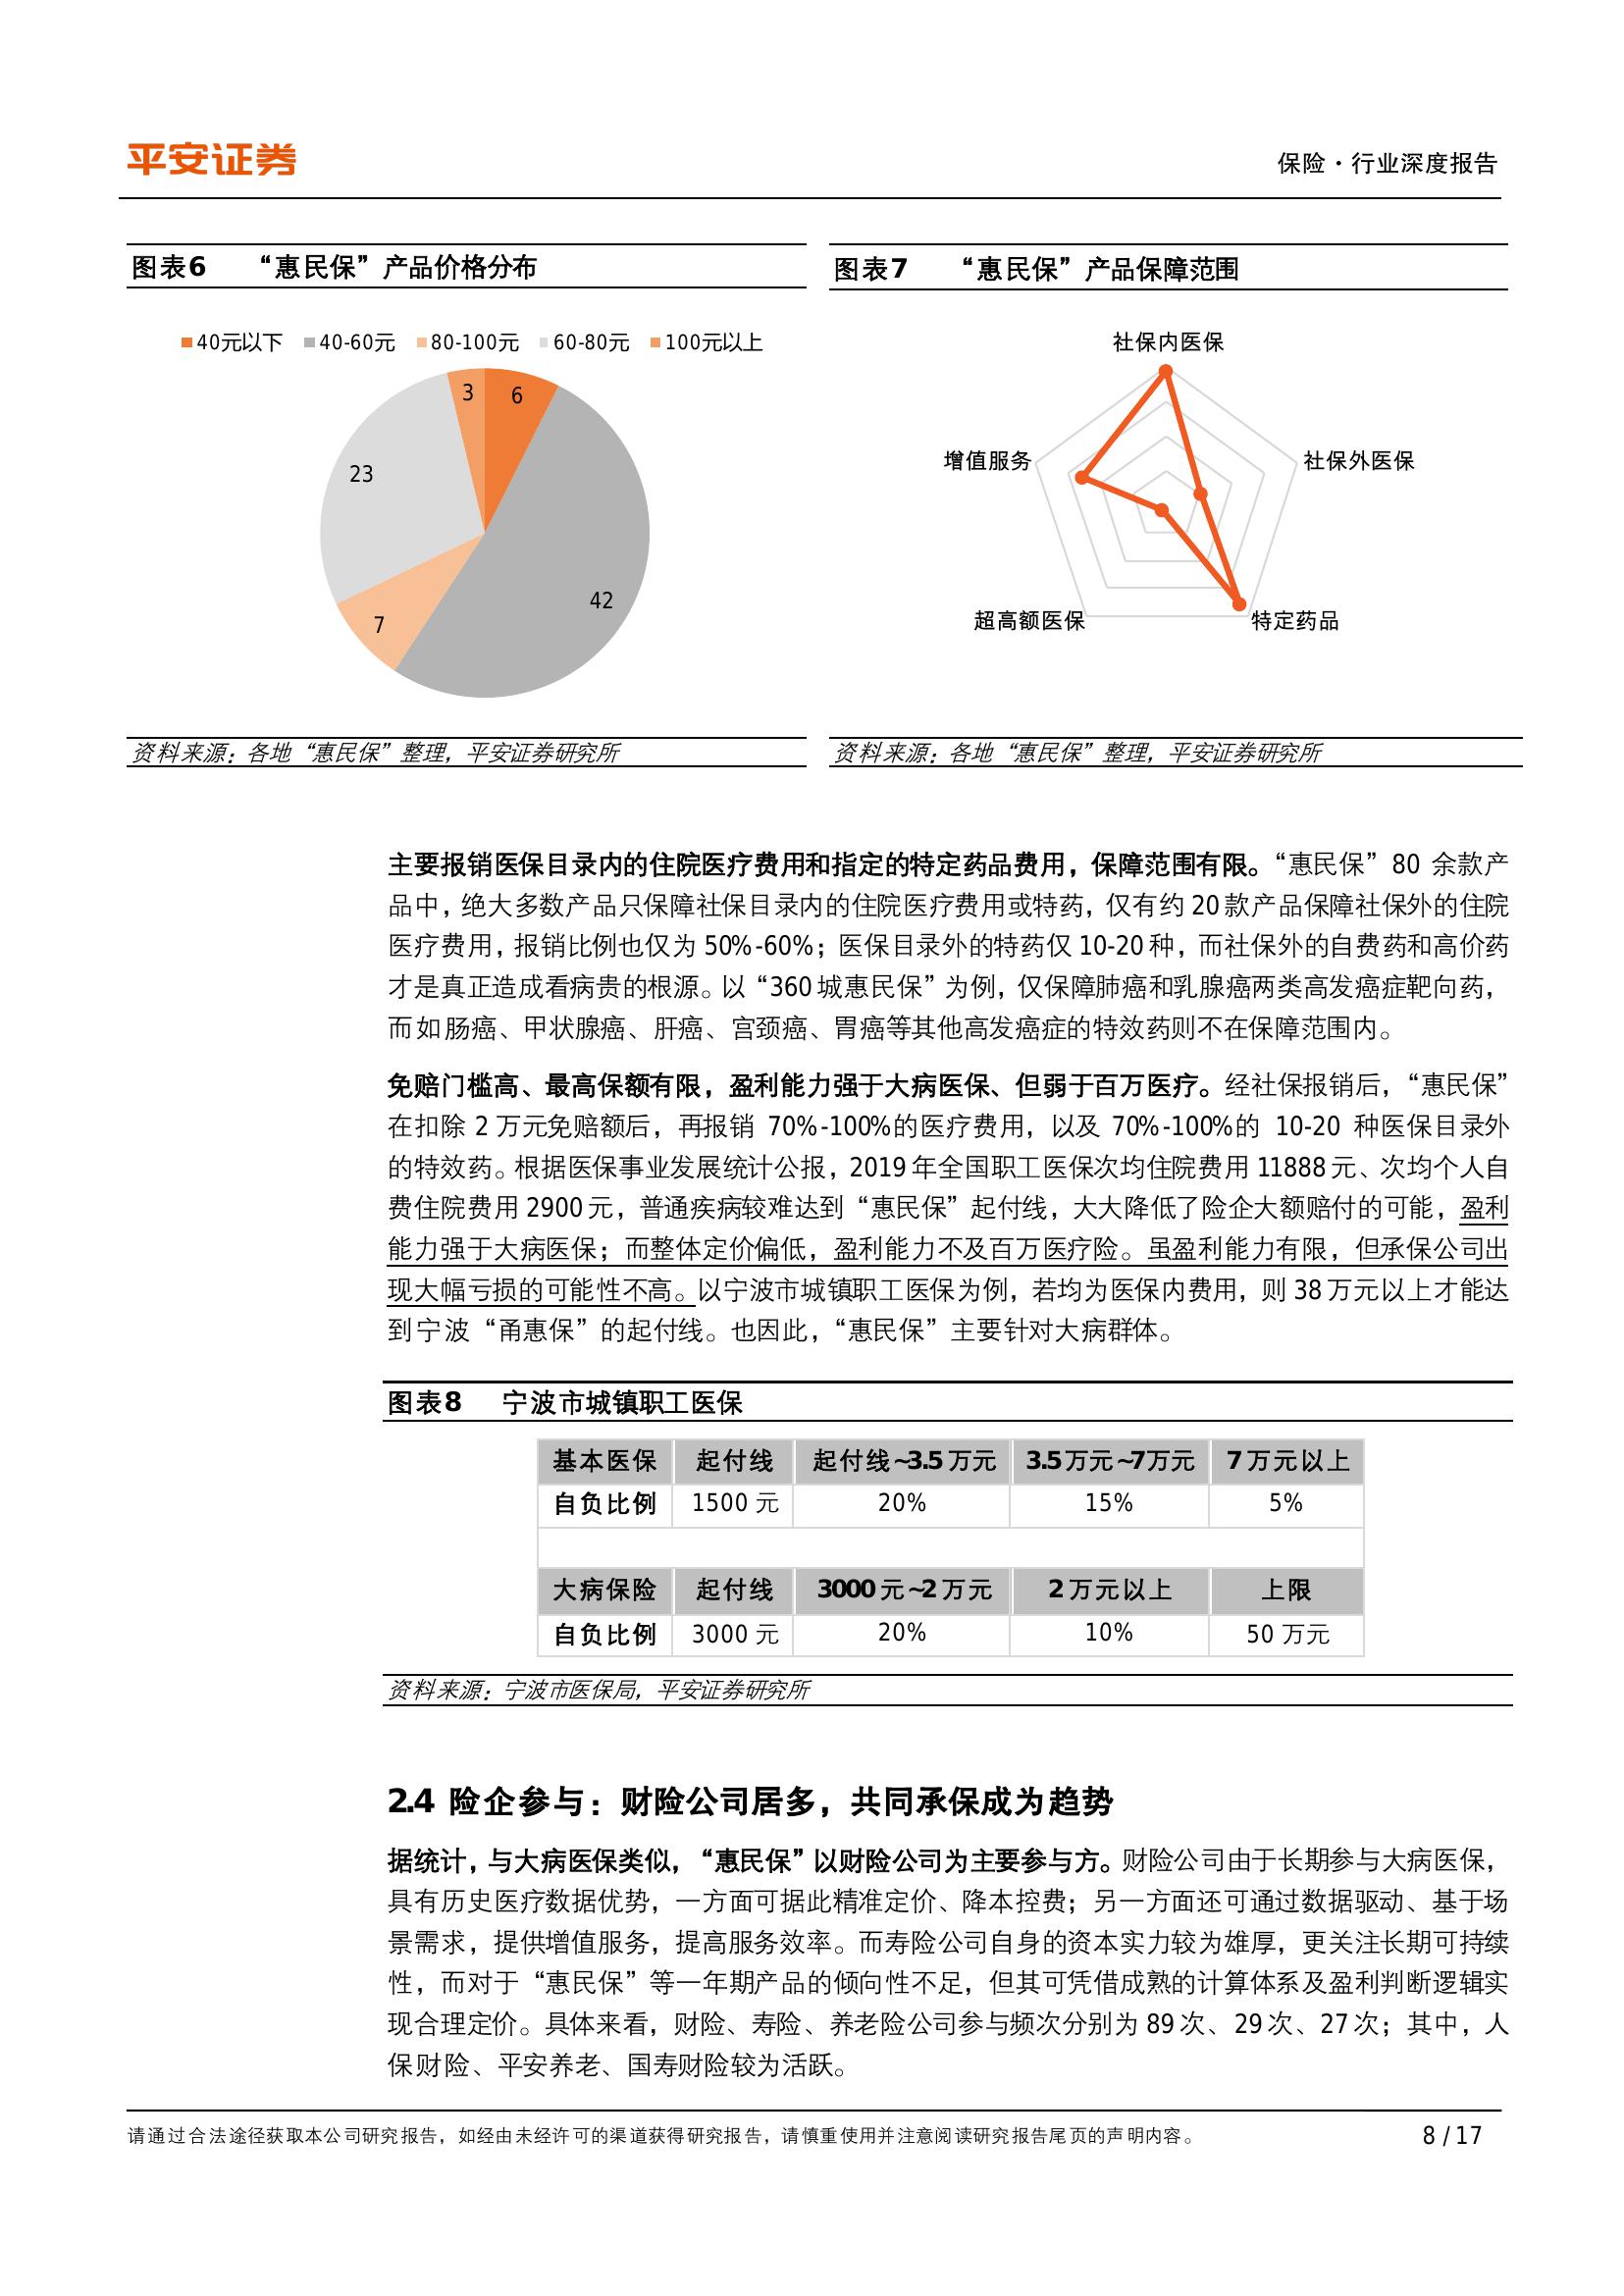 平安证券
保险·行业深度报告
图表6 “惠民保”产品价格分布
40元以下 40-60元 80-100元 60-80元 100元以上
3 6
23
42
7
资料来源：各地“惠民保”整理，平安证券研究所
图表7 “惠民保”产品保障范围
社保内医保
增值服务 社保外医保
超高额医保 特定药品
资料来源：各地“惠民保”整理，平安证券研究所
主要报销医保目录内的住院医疗费用和指定的特定药品费用，保障范围有限。“惠民保”80 余款产
品中，绝大多数产品只保障社保目录内的住院医疗费用或特药，仅有约 20 款产品保障社保外的住院
医疗费用，报销比例也仅为 50%-60%；医保目录外的特药仅 10-20 种，而社保外的自费药和高价药
才是真正造成看病贵的根源。以“360 城惠民保”为例，仅保障肺癌和乳腺癌两类高发癌症靶向药，
而如肠癌、甲状腺癌、肝癌、宫颈癌、胃癌等其他高发癌症的特效药则不在保障范围内。
免赔门槛高、最高保额有限，盈利能力强于大病医保、但弱于百万医疗。经社保报销后，“惠民保”
在扣除 2 万元免赔额后，再报销 70%-100%的医疗费用，以及 70%-100%的 10-20 种医保目录外
的特效药。根据医保事业发展统计公报，2019 年全国职工医保次均住院费用 11888 元、次均个人自
费住院费用 2900 元，普通疾病较难达到“惠民保”起付线，大大降低了险企大额赔付的可能，盈利
能力强于大病医保；而整体定价偏低，盈利能力不及百万医疗险。虽盈利能力有限，但承保公司出
现大幅亏损的可能性不高。以宁波市城镇职工医保为例，若均为医保内费用，则 38 万元以上才能达
到宁波“甬惠保”的起付线。也因此，“惠民保”主要针对大病群体。
图表8 宁波市城镇职工医保
基本医保 起付线 起付线~3.5 万元 3.5 万元~7万元 7 万元以上
自负比例 1500 元 20% 15% 5%
大病保险 起付线 3000 元~2 万元 2 万元以上 上限
自负比例 3000 元 20% 10% 50 万元
资料来源：宁波市医保局，平安证券研究所
2.4 险企参与：财险公司居多，共同承保成为趋势
据统计，与大病医保类似，“惠民保”以财险公司为主要参与方。财险公司由于长期参与大病医保，
具有历史医疗数据优势，一方面可据此精准定价、降本控费；另一方面还可通过数据驱动、基于场
景需求，提供增值服务，提高服务效率。而寿险公司自身的资本实力较为雄厚，更关注长期可持续
性，而对于“惠民保”等一年期产品的倾向性不足，但其可凭借成熟的计算体系及盈利判断逻辑实
现合理定价。具体来看，财险、寿险、养老险公司参与频次分别为 89 次、29 次、27 次；其中，人
保财险、平安养老、国寿财险较为活跃。
请通过合法途径获取本公司研究报告，如经由未经许可的渠道获得研究报告，请慎重使用并注意阅读研究报告尾页的声明内容。
8 / 17